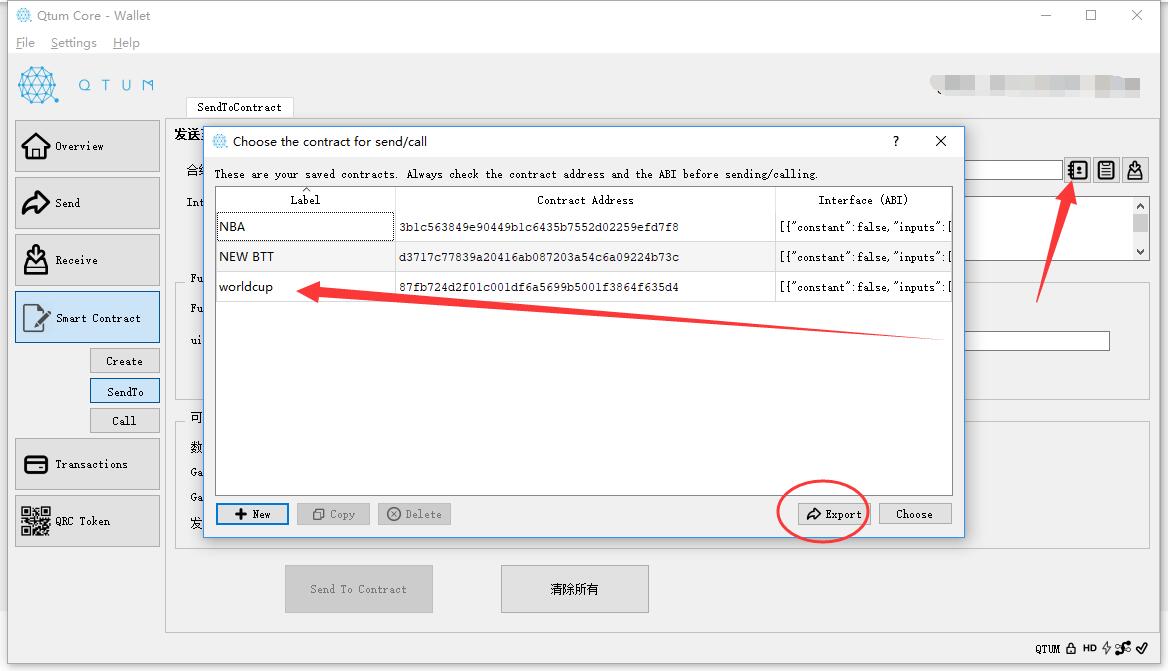 Qtum Core - Wallet
File Settings Help
QTUM
SendToContract
Overview
Send
Receive
Smart Contract
Create
SendTo
Call
Transactions
QRC Token
发送
Int
Fu
Fu
ui
可
数
Ga
Ga
发
Choose the contract for send/call
?
These are your saved contracts. Always check the contract address and the ABI before sending/calling.
Label Contract Address Interface (ABI)
NBA 3b1c563849e90449b1c6435b7552d02259efd7f8 [{"constant":false,"inputs":[
NEW BTT d3717c77839a20416ab087203a54c6a09224b73c [{"constant":false,"inputs":[
worldcup 87fb724d2f01c001df6a5699b5001f3864f635d4 [{"constant":false,"inputs":[
New Copy Delete Export Choose
Send To Contract 清除所有
QTUM HD